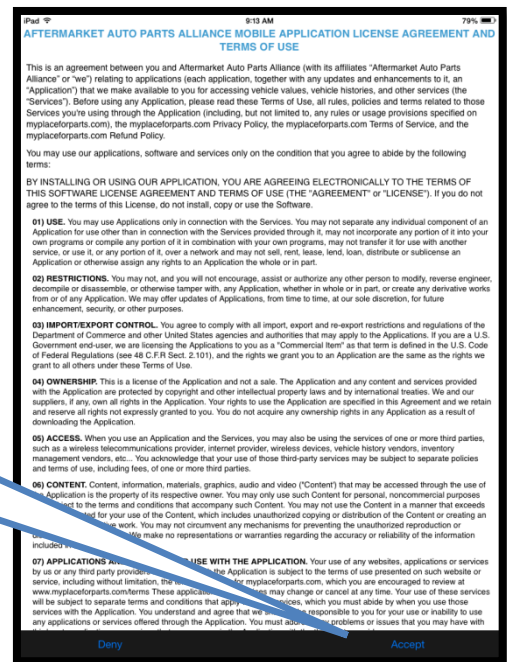 iPad 9:13 AM 79%
AFTERMARKET AUTO PARTS ALLIANCE MOBILE APPLICATION LICENSE AGREEMENT AND
TERMS OF USE
This is an agreement between you and Aftermarket Auto Parts Alliance (with its affiliates “Aftermarket Auto Parts
Alliance” or “we”) relating to applications (each application, together with any updates and enhancements to it, an
“Application”) that we make available to you for accessing vehicle values, vehicle histories, and other services (the
“Services”). Before using any Application, please read these Terms of Use, all rules, policies and terms related to those
Services you're using through the Application (including, but not limited to, any rules or usage provisions specified on
myplaceforparts.com), the myplaceforparts.com Privacy Policy, the myplaceforparts.com Terms of Service, and the
myplaceforparts.com Refund Policy.
You may use our applications, software and services only on the condition that you agree to abide by the following
terms:
BY INSTALLING OR USING OUR APPLICATION, YOU ARE AGREEING ELECTRONICALLY TO THE TERMS OF
THIS SOFTWARE LICENSE AGREEMENT AND TERMS OF USE (THE "AGREEMENT" or "LICENSE"). If you do not
agree to the terms of this License, do not install, copy or use the Software.
01) USE. You may use Applications only in connection with the Services. You may not separate any individual component of an
Application for use other than in connection with the Services provided through it, may not incorporate any portion of it into your
own programs or compile any portion of it in combination with your own programs, may not transfer it for use with another
service, or use it, or any portion of it, over a network and may not sell, rent, lease, lend, loan, distribute or sublicense an
Application or otherwise assign any rights to an Application the whole or in part.
02) RESTRICTIONS. You may not, and you will not encourage, assist or authorize any other person to modify, reverse engineer,
decompile or disassemble, or otherwise tamper with, any Application, whether in whole or in part, or create any derivative works
from or of any Application. We may offer updates of Applications, from time to time, at our sole discretion, for future
enhancement, security, or other purposes.
03) IMPORT/EXPORT CONTROL. You agree to comply with all import, export and re-export restrictions and regulations of the
Department of Commerce and other United States agencies and authorities that may apply to the Applications. If you are a U.S.
Government end-user, we are licensing the Applications to you as a "Commercial Item" as that term is defined in the U.S. Code
of Federal Regulations (see 48 C.F.R Sect. 2.101), and the rights we grant you to an Application are the same as the rights we
grant to all others under these Terms of Use.
04) OWNERSHIP. This is a license of the Application and not a sale. The Application and any content and services provided
with the Application are protected by copyright and other intellectual property laws and by international treaties. We and our
suppliers, if any, own all rights in the Application. Your rights to use the Application are specified in this Agreement and we retain
and reserve all rights not expressly granted to you. You do not acquire any ownership rights in any Application as a result of
downloading the Application.
05) ACCESS. When you use an Application and the Services, you may also be using the services of one or more third parties,
such as a wireless telecommunications provider, internet provider, wireless devices, vehicle history vendors, inventory
management vendors, etc... You acknowledge that your use of those third-party services may be subject to separate policies
and terms of use, including fees, of one or more third parties.
06) CONTENT. Content, information, materials, graphics, audio and video ("Content') that may be accessed through the use of
Application is the property of its respective owner. You may only use such Content for personal, noncommercial purposes
to the terms and conditions that accompany such Content. You may not use the Content in a manner that exceeds
for your use of the Content, which includes unauthorized copying or distribution of the Content or creating an
work. You may not circumvent any mechanisms for preventing the unauthorized reproduction or
We make no representations or warranties regarding the accuracy or reliability of the information
included
07) APPLICATIONS USE WITH THE APPLICATION. Your use of any websites, applications or services
by us or any third party providers the Application is subject to the terms of use presented on such website or
service, including without limitation, the for myplaceforparts.com, which you are encouraged to review at
www.myplaceforparts.com/terms These may change or cancel at any time. Your use of these services
will be subject to separate terms and conditions that which you must abide by when you use those
services with the Application. You understand and agree that we responsible to you for your use or inability to use
any applications or services offered through the Application. You must problems or issues that you may have with
Deny Accept